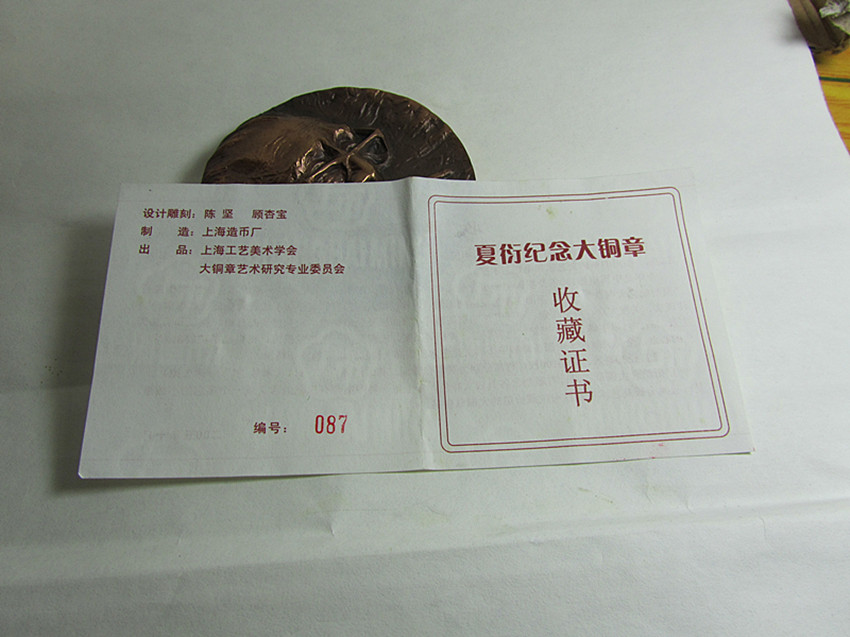 设计雕刻：陈 坚 顾杏宝
制 造：上海造币厂
出 品：上海工艺美术学会
大铜章艺术研究专业委员会
编号： 087
夏衍纪念大铜章
收藏证书